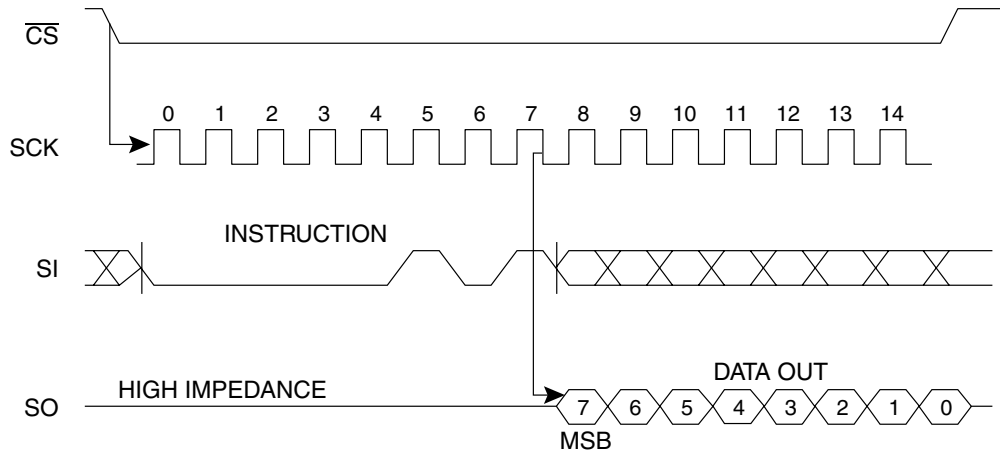 CS
0 1 2 3 4 5 6 7 8 9 10 11 12 13 14
SCK
INSTRUCTION
SI
HIGH IMPEDANCE
DATA OUT
SO
7 6 5 4 3 2 1 0
MSB